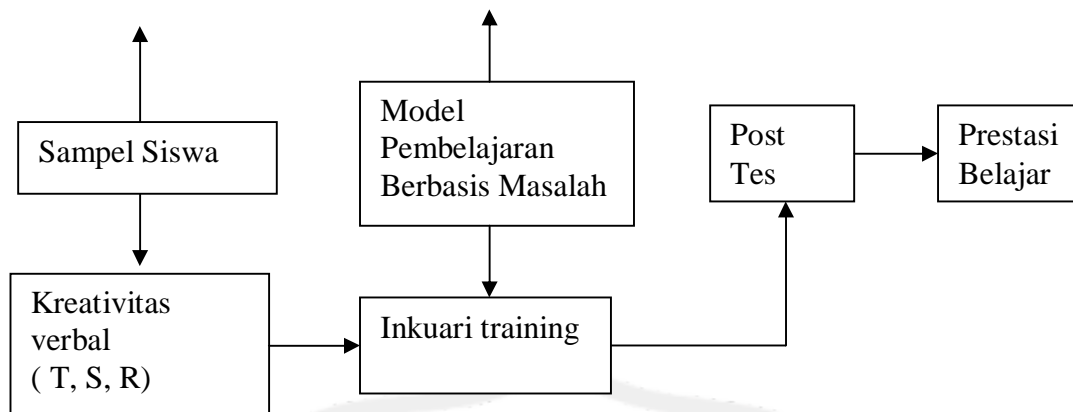 Sampel Siswa
Model
Pembelajaran
Berbasis Masalah
Post
Tes
Prestasi
Belajar
Kreativitas
verbal
( T, S, R)
Inkuari training